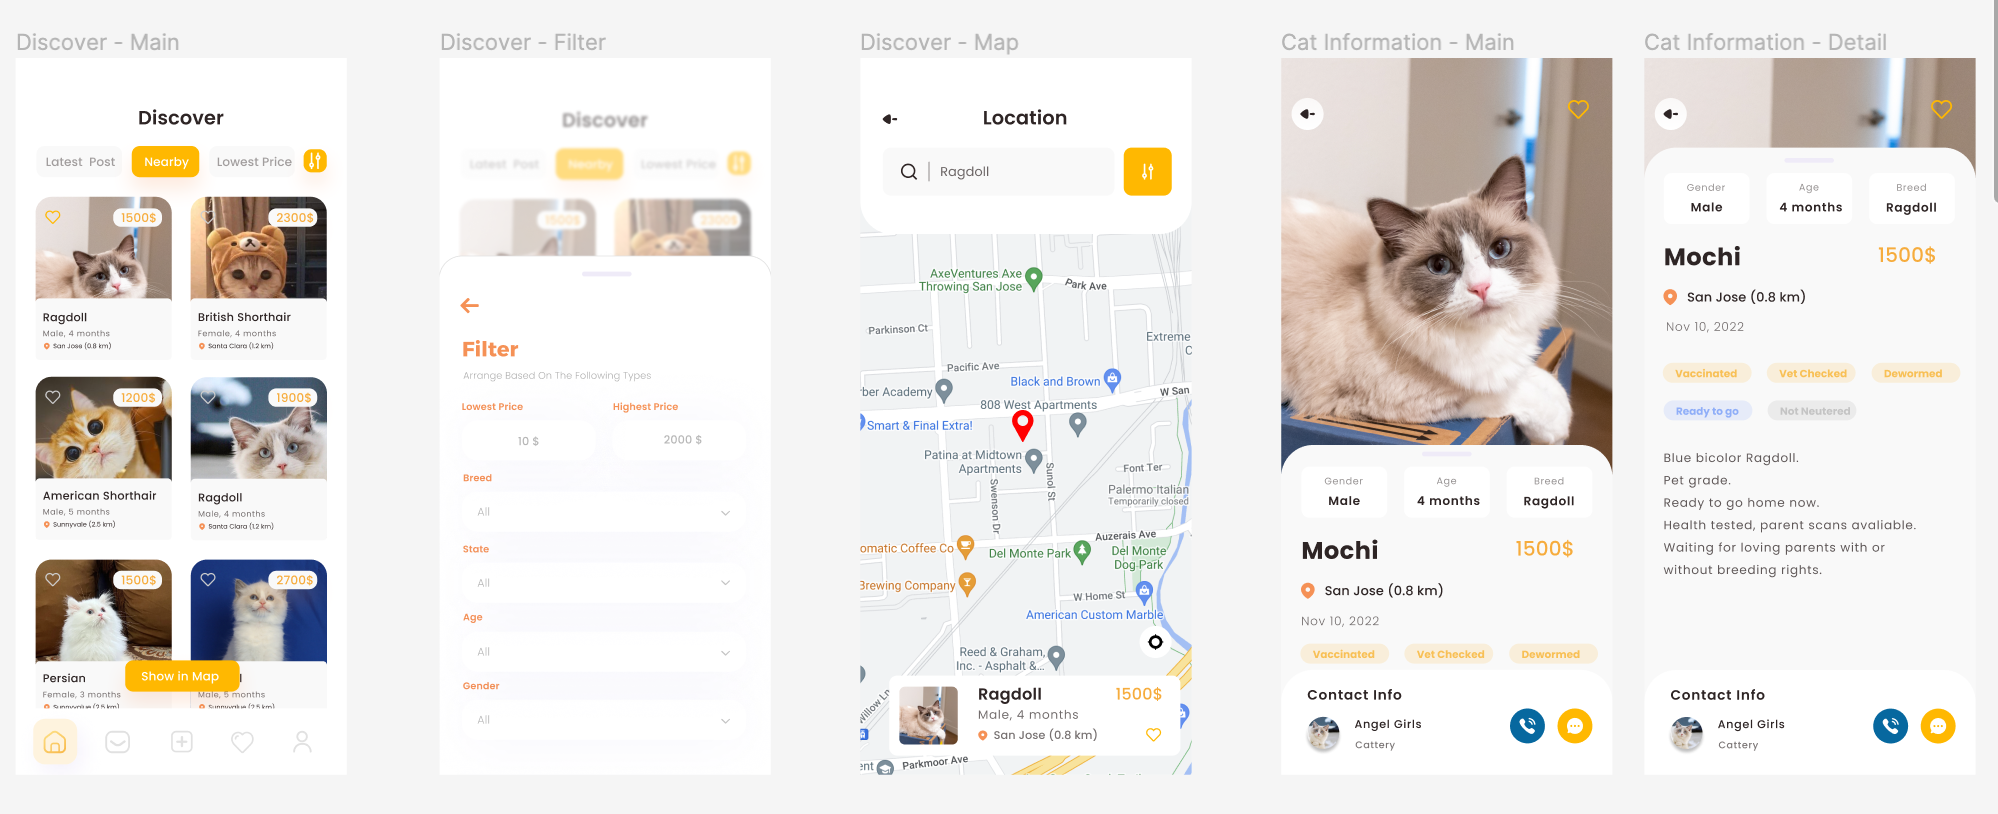 Discover - Main
Discover
Latest Post
Nearby
Lowest Price
1500$
Ragdoll
Male, 4 months
San Jose (0.8 km)
2300$
British Shorthair
Female, 4 months
Santa Clara (1.2 km)
1200$
American Shorthair
Male, 5 months
Sunnyvale (2.5 km)
1900$
Ragdoll
Male, 4 months
Santa Clara (1.2 km)
1500$
Persian
Female, 3 months
2700$
Male, 5 months
Show in Map
Discover - Filter
Discover
Latest Post
Nearby
Lowest Price
1500$
2300$
Filter
Arrange Based On The Following Types
Lowest Price
Highest Price
10 $
2000 $
Breed
All
State
All
Age
All
Gender
All
Discover - Map
Location
Ragdoll
AxeVentures Axe
Throwing San Jose
Park Ave
Parkinson Ct
Extreme
C
Pacific Ave
ber Academy
Black and Brown
W San
808 West Apartments
Smart & Final Extra!
Patina at Midtown
Apartments
Swenson Dr
Sunol St
Font Ter
Palermo Italian
Temporarily closed
Auzerais Ave
omatic Coffee Co
Del Monte Park
Del Monte
Dog Park
Brewing Company
W Home St
American Custom Marble
Reed & Graham,
Inc. - Asphalt &...
Willow
Ragdoll
1500$
Male, 4 months
San Jose (0.8 km)
ent
Parkmoor Ave
Cat Information - Main
Gender
Male
Age
4 months
Breed
Ragdoll
Mochi
1500$
San Jose (0.8 km)
Nov 10, 2022
Vaccinated
Vet Checked
Dewormed
Contact Info
Angel Girls
Cattery
Cat Information - Detail
Gender
Male
Age
4 months
Breed
Ragdoll
Mochi
1500$
San Jose (0.8 km)
Nov 10, 2022
Vaccinated
Vet Checked
Dewormed
Ready to go
Not Neutered
Blue bicolor Ragdoll.
Pet grade.
Ready to go home now.
Health tested, parent scans avaliable.
Waiting for loving parents with or
without breeding rights.
Contact Info
Angel Girls
Cattery